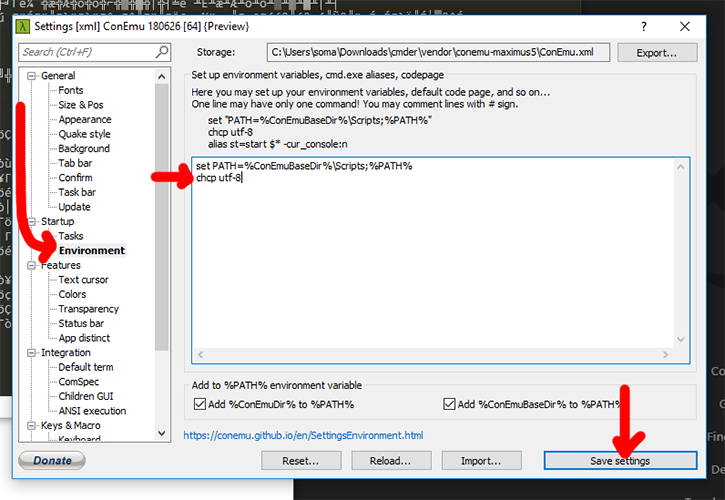 Settings [xml] ConEmu 180626 [64] {Preview}
Search (Ctrl+F)
Storage:
C:\Users\soma\Downloads\cmder\vendor\conemu-maximus5\ConEmu.xml
Export...
General
Fonts
Size & Pos
Appearance
Quake style
Background
Tab bar
Confirm
Task bar
Update
Startup
Tasks
Environment
Features
Text cursor
Colors
Transparency
Status bar
App distinct
Integration
Default term
ComSpec
Children GUI
ANSI execution
Keys & Macro
Keyboard
Set up environment variables, cmd.exe aliases, codepage
Here you may set up your environment variables, default code page, and so on...
One line may have only one command! You may comment lines with # sign.
set "PATH=%ConEmuBaseDir%\Scripts;%PATH%"
chcp utf-8
alias st=start $* -cur_console:n
set PATH=%ConEmuBaseDir%\Scripts;%PATH%
chcp utf-8
Add to %PATH% environment variable
Add %ConEmuDir% to %PATH%
Add %ConEmuBaseDir% to %PATH%
https://conemu.github.io/en/SettingsEnvironment.html
Donate
Reset...
Reload...
Import...
Save settings